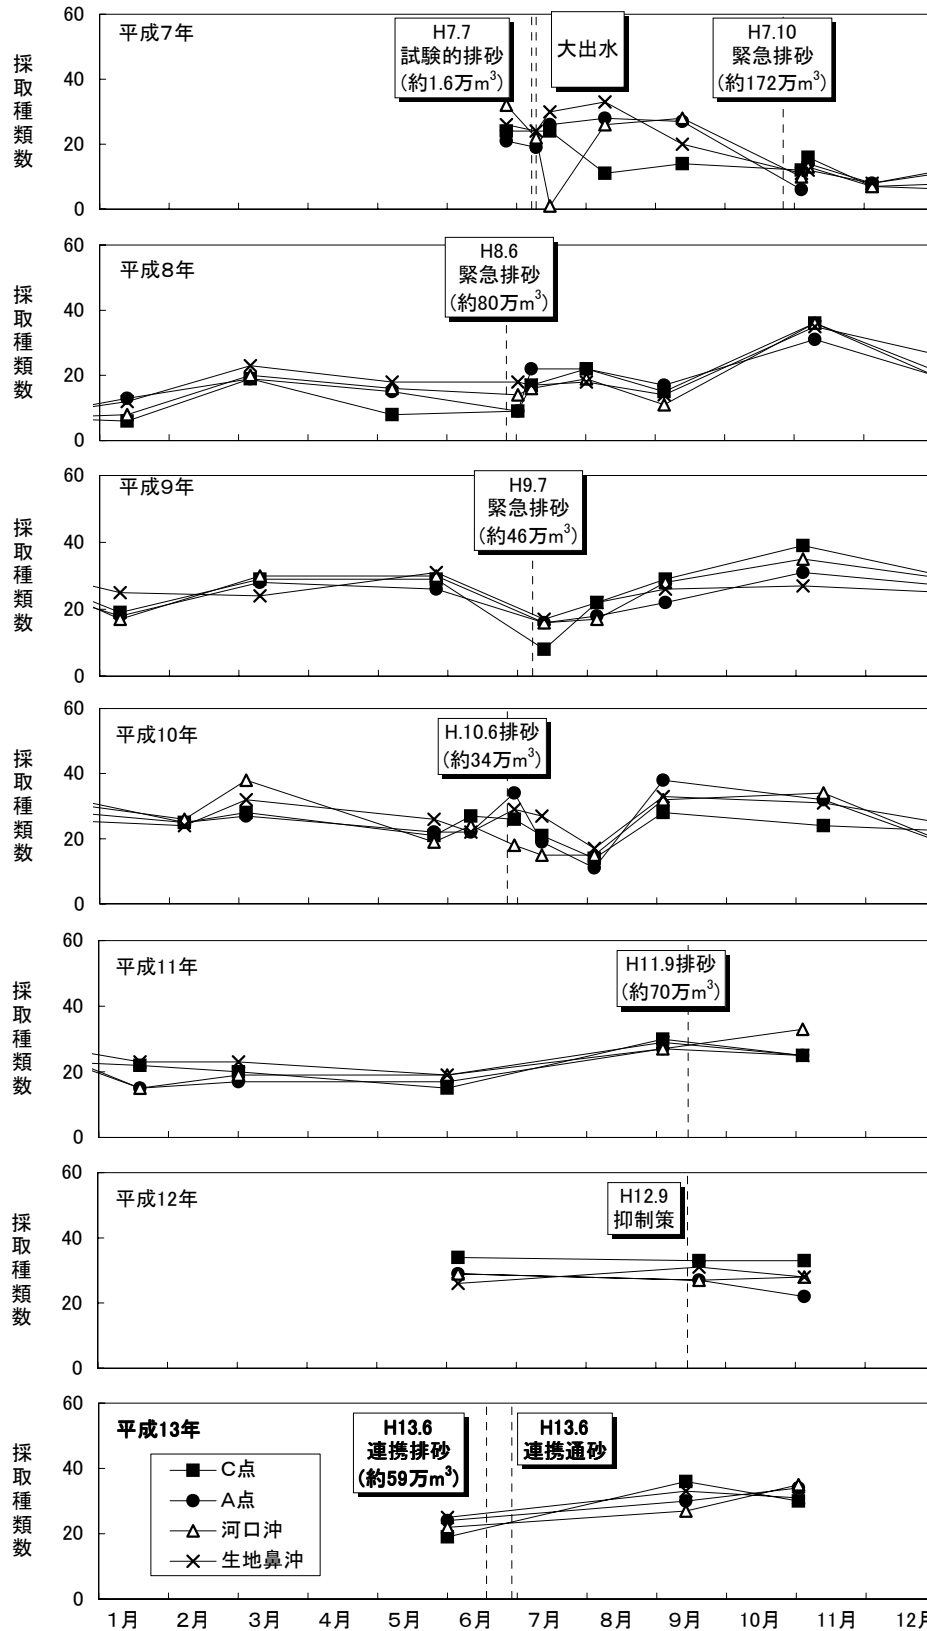 平成7年
H7.7
試験的排砂
(約1.6万m³)
大出水
H7.10
緊急排砂
(約172万m³)
採取種類数
60
40
20
0
平成8年
H8.6
緊急排砂
(約80万m³)
採取種類数
60
40
20
0
平成9年
H9.7
緊急排砂
(約46万m³)
採取種類数
60
40
20
0
平成10年
H.10.6排砂
(約34万m³)
採取種類数
60
40
20
0
平成11年
H11.9排砂
(約70万m³)
採取種類数
60
40
20
0
平成12年
H12.9
抑制策
採取種類数
60
40
20
0
平成13年
H13.6
連携排砂
(約59万m³)
H13.6
連携通砂
C点
A点
河口沖
生地鼻沖
採取種類数
60
40
20
0
1月 2月 3月 4月 5月 6月 7月 8月 9月 10月 11月 12月